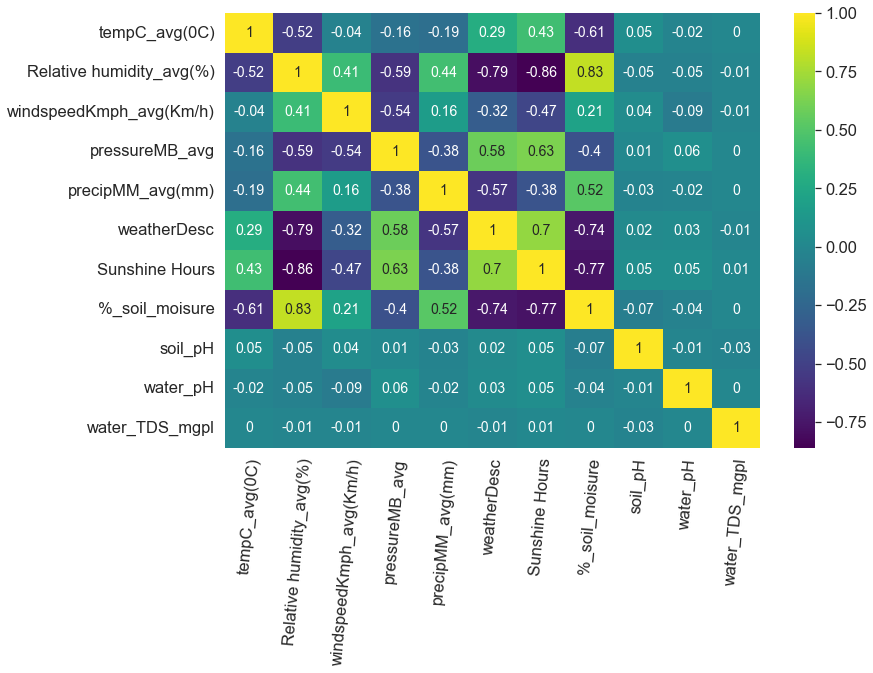 tempC_avg(0C) 1 -0.52 -0.04 -0.16 -0.19 0.29 0.43 -0.61 0.05 -0.02 0
Relative humidity_avg(%) -0.52 1 0.41 -0.59 0.44 -0.79 -0.86 0.83 -0.05 -0.05 -0.01
windspeedKmph_avg(Km/h) -0.04 0.41 1 -0.54 0.16 -0.32 -0.47 0.21 0.04 -0.09 -0.01
pressureMB_avg -0.16 -0.59 -0.54 1 -0.38 0.58 0.63 -0.4 0.01 0.06 0
precipMM_avg(mm) -0.19 0.44 0.16 -0.38 1 -0.57 -0.38 0.52 -0.03 -0.02 0
weatherDesc 0.29 -0.79 -0.32 0.58 -0.57 1 0.7 -0.74 0.02 0.03 -0.01
Sunshine Hours 0.43 -0.86 -0.47 0.63 -0.38 0.7 1 -0.77 0.05 0.05 0.01
%_soil_moisure -0.61 0.83 0.21 -0.4 0.52 -0.74 -0.77 1 -0.07 -0.04 0
soil_pH 0.05 -0.05 0.04 0.01 -0.03 0.02 0.05 -0.07 1 -0.01 -0.03
water_pH -0.02 -0.05 -0.09 0.06 -0.02 0.03 0.05 -0.04 -0.01 1 0
water_TDS_mgpl 0 -0.01 -0.01 0 0 -0.01 0.01 0 -0.03 0 1
tempC_avg(0C)
Relative humidity_avg(%)
windspeedKmph_avg(Km/h)
pressureMB_avg
precipMM_avg(mm)
weatherDesc
Sunshine Hours
%_soil_moisure
soil_pH
water_pH
water_TDS_mgpl
1.00
0.75
0.50
0.25
0.00
−0.25
−0.50
−0.75